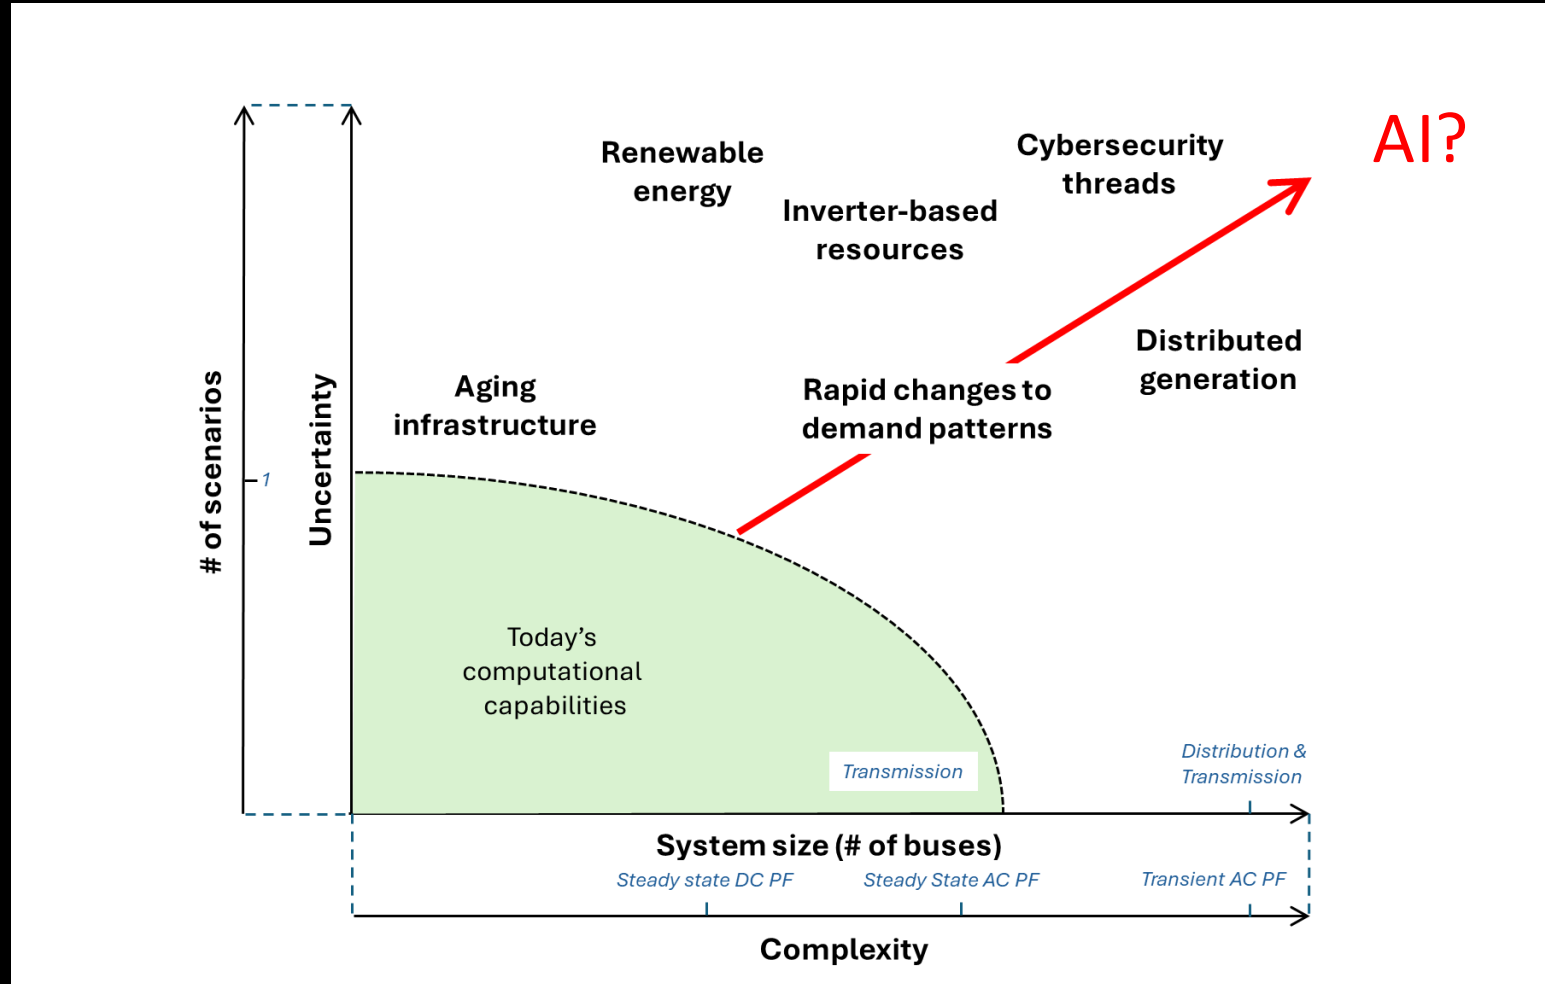 AI?
Renewable
energy
Cybersecurity
threads
Inverter-based
resources
Distributed
generation
Aging
infrastructure
Rapid changes to
demand patterns
# of scenarios
1
Uncertainty
Today's
computational
capabilities
Transmission
Distribution &
Transmission
System size (# of buses)
Steady state DC PF
Steady State AC PF
Transient AC PF
Complexity